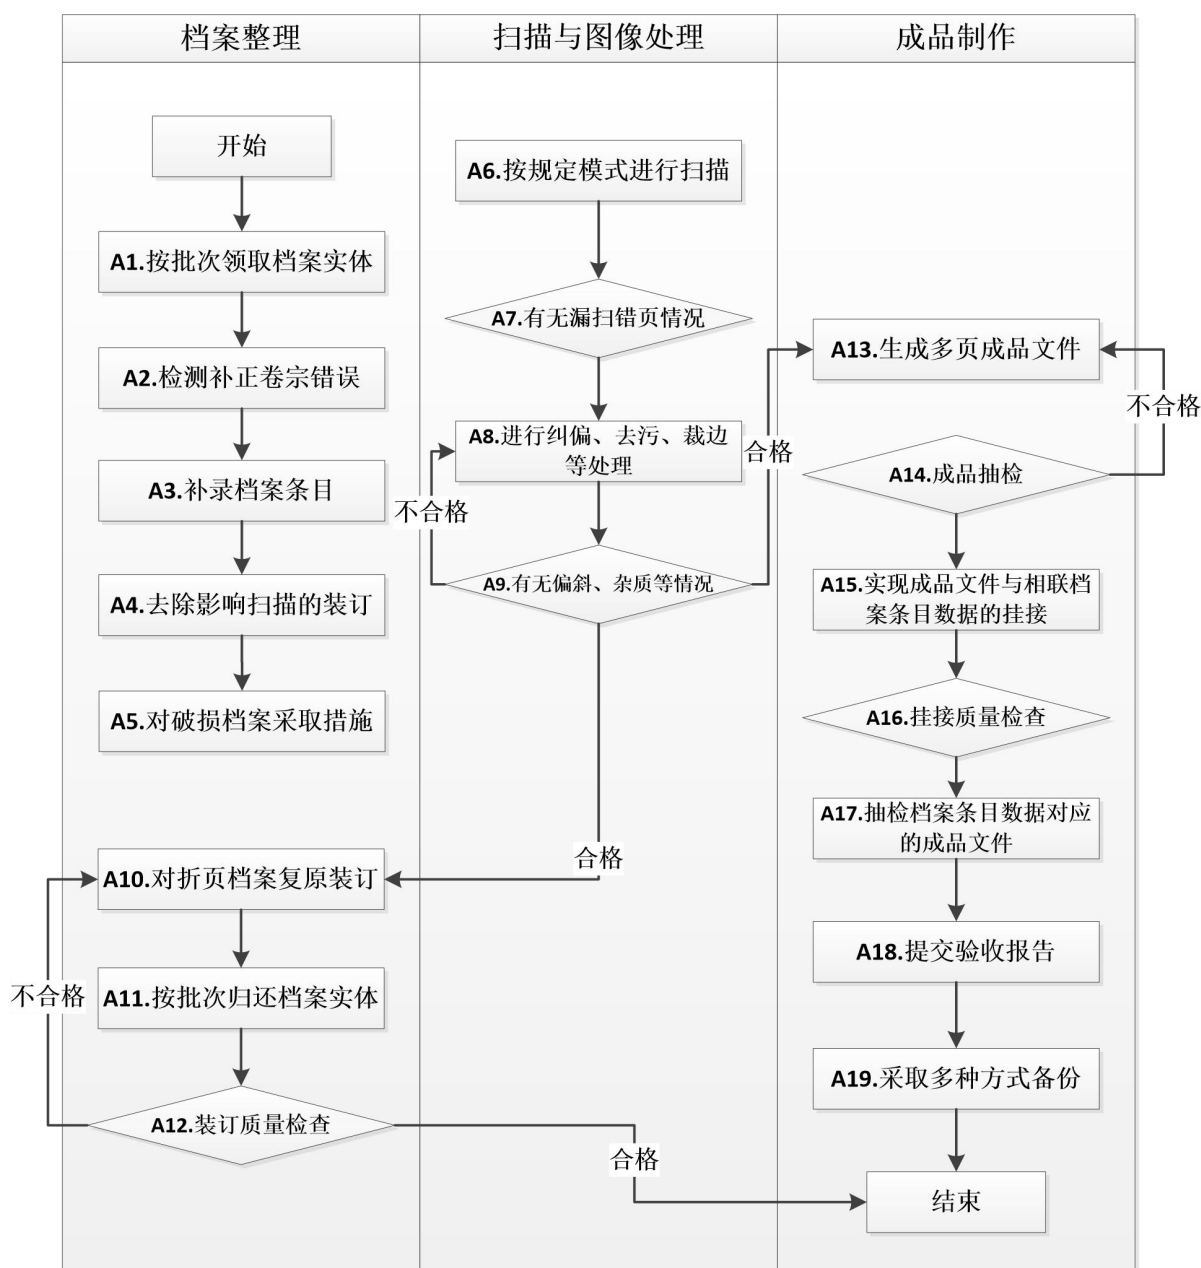 档案整理
扫描与图像处理
成品制作
开始
A1.按批次领取档案实体
A2.检测补正卷宗错误
A3.补录档案条目
A4.去除影响扫描的装订
A5.对破损档案采取措施
A10.对折页档案复原装订
A11.按批次归还档案实体
不合格
A12.装订质量检查
合格
A6.按规定模式进行扫描
A7.有无漏扫错页情况
A8.进行纠偏、去污、裁边
等处理
不合格
合格
A9.有无偏斜、杂质等情况
合格
A13.生成多页成品文件
不合格
A14.成品抽检
A15.实现成品文件与相联档
案条目数据的挂接
A16.挂接质量检查
A17.抽检档案条目数据对应
的成品文件
A18.提交验收报告
A19.采取多种方式备份
结束